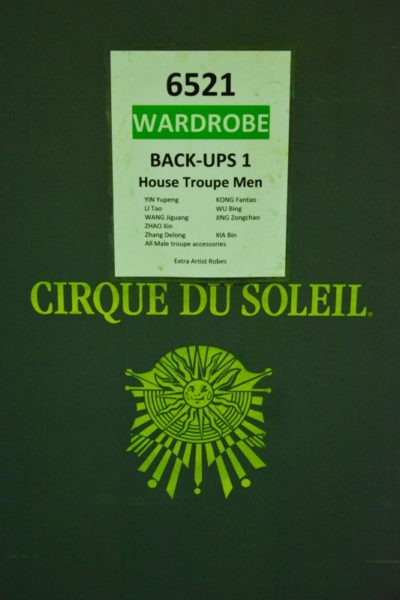 6521
WARDROBE
BACK-UPS 1
House Troupe Men
YIN Yupeng KONG Fantao
LI Tao WU Bing
WANG Jiguang JING Zongchao
ZHAO Xin
Zhang Delong XIA Bin
All Male troupe accessories
Extra Artist Robes
CIRQUE DU SOLEIL®